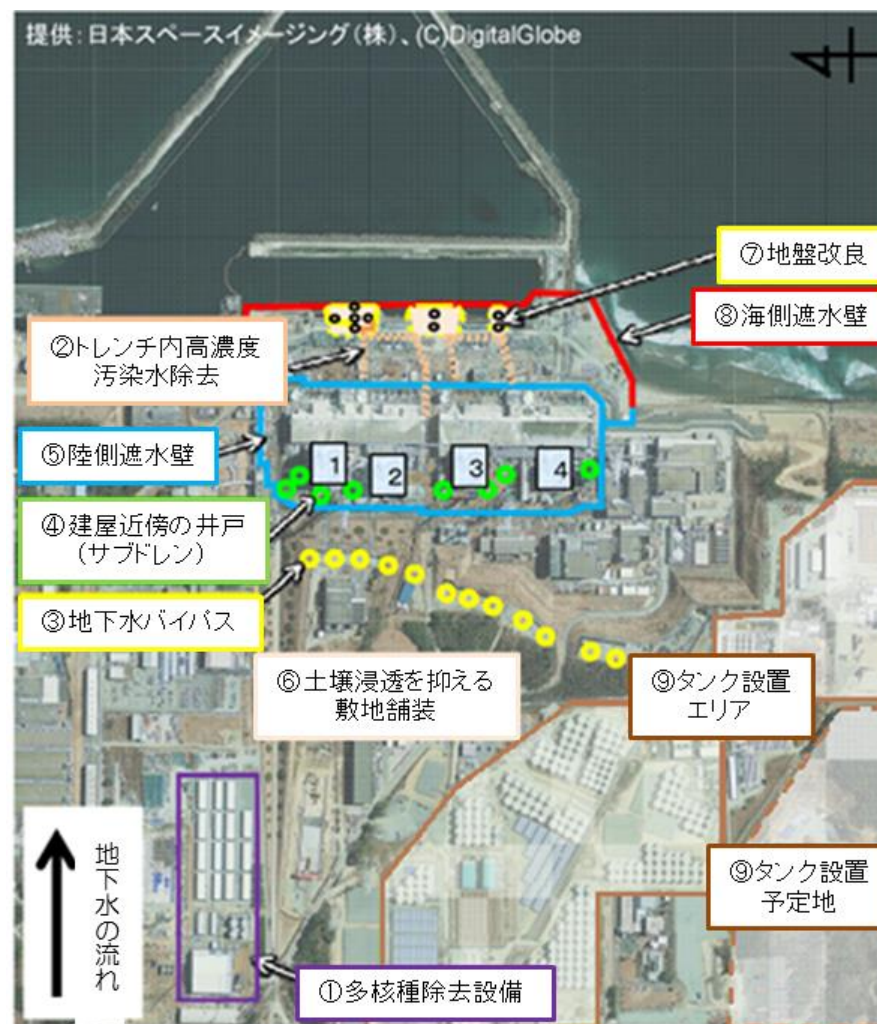 提供：日本スペースイメージング（株）、(C)DigitalGlobe
⑦地盤改良
⑧海側遮水壁
②トレンチ内高濃度
汚染水除去
⑤陸側遮水壁
1
2
3
4
④建屋近傍の井戸
（サブドレン）
③地下水バイパス
⑥土壌浸透を抑える
敷地舗装
⑨タンク設置
エリア
地下水の流れ
⑨タンク設置
予定地
①多核種除去設備